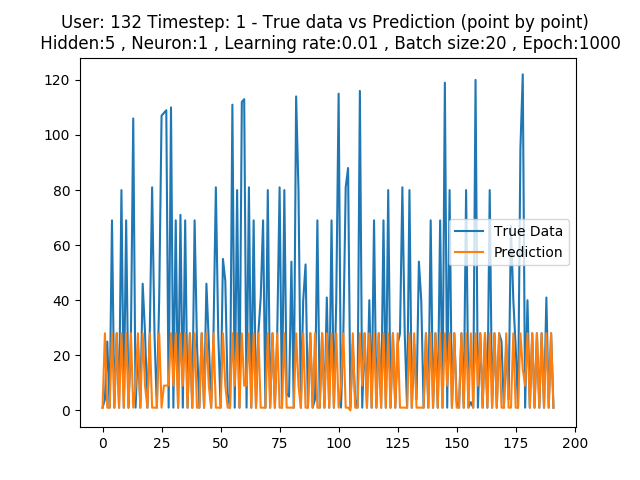 User: 132 Timestep: 1 - True data vs Prediction (point by point)
Hidden:5 , Neuron:1 , Learning rate:0.01 , Batch size:20 , Epoch:1000
120
100
80
60
40
20
0
True Data
Prediction
0 25 50 75 100 125 150 175 200